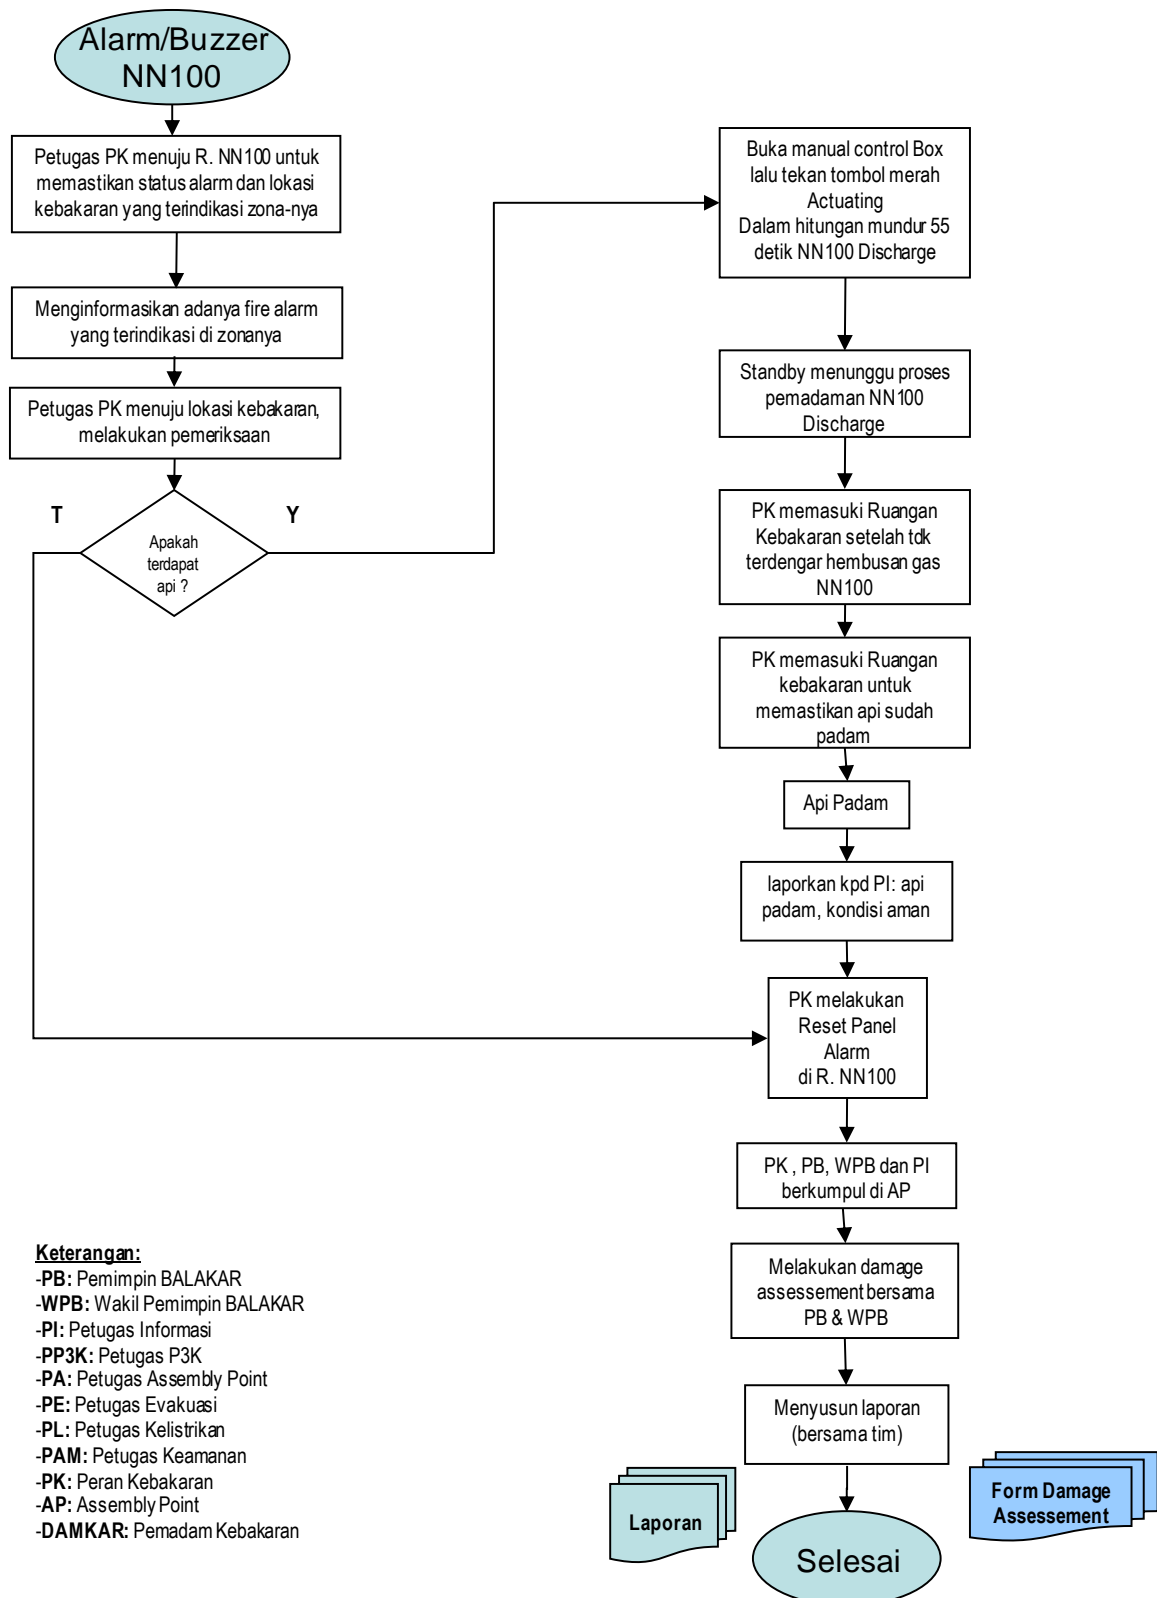 Alarm/Buzzer
NN100
Petugas PK menuju R. NN100 untuk
memastikan status alarm dan lokasi
kebakaran yang terindikasi zona-nya
Menginformasikan adanya fire alarm
yang terindikasi di zonanya
Petugas PK menuju lokasi kebakaran,
melakukan pemeriksaan
T
Y
Apakah
terdapat
api ?
Buka manual control Box
lalu tekan tombol merah
Actuating
Dalam hitungan mundur 55
detik NN100 Discharge
Standby menunggu proses
pemadaman NN100
Discharge
PK memasuki Ruangan
Kebakaran setelah tdk
terdengar hembusan gas
NN100
PK memasuki Ruangan
kebakaran untuk
memastikan api sudah
padam
Api Padam
laporkan kpd PI: api
padam, kondisi aman
PK melakukan
Reset Panel
Alarm
di R. NN100
PK , PB, WPB dan PI
berkumpul di AP
Melakukan damage
assessement bersama
PB & WPB
Menyusun laporan
(bersama tim)
Laporan
Form Damage
Assessement
Selesai
Keterangan:
-PB: Pemimpin BALAKAR
-WPB: Wakil Pemimpin BALAKAR
-PI: Petugas Informasi
-PP3K: Petugas P3K
-PA: Petugas Assembly Point
-PE: Petugas Evakuasi
-PL: Petugas Kelistrikan
-PAM: Petugas Keamanan
-PK: Peran Kebakaran
-AP: Assembly Point
-DAMKAR: Pemadam Kebakaran